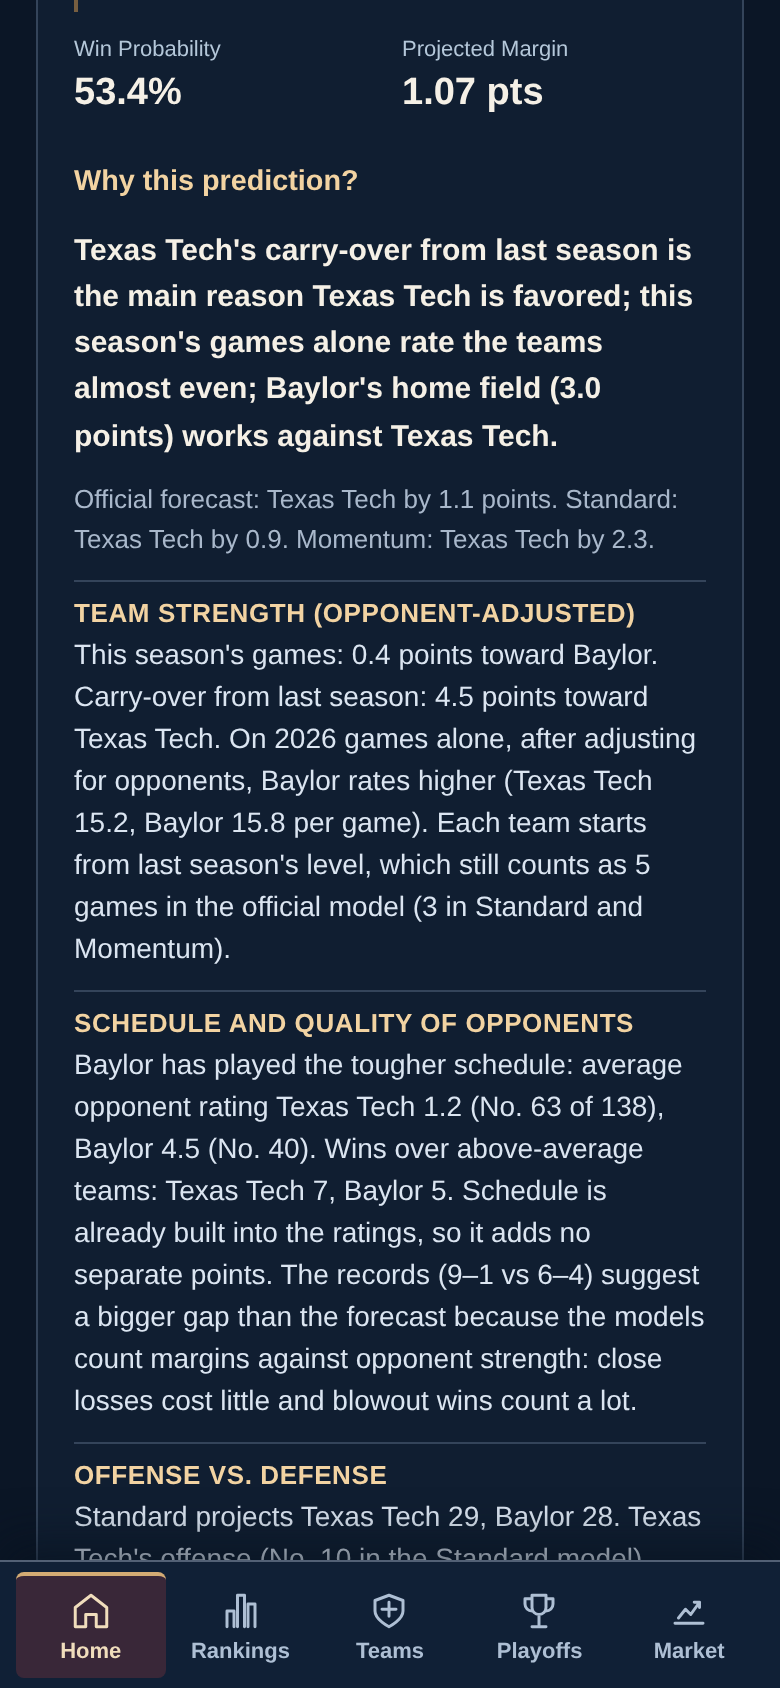 Win Probability
Projected Margin
53.4%
1.07 pts
Why this prediction?
Texas Tech's carry-over from last season is
the main reason Texas Tech is favored; this
season's games alone rate the teams
almost even; Baylor's home field (3.0
points) works against Texas Tech.
Official forecast: Texas Tech by 1.1 points. Standard:
Texas Tech by 0.9. Momentum: Texas Tech by 2.3.
TEAM STRENGTH (OPPONENT-ADJUSTED)
This season's games: 0.4 points toward Baylor.
Carry-over from last season: 4.5 points toward
Texas Tech. On 2026 games alone, after adjusting
for opponents, Baylor rates higher (Texas Tech
15.2, Baylor 15.8 per game). Each team starts
from last season's level, which still counts as 5
games in the official model (3 in Standard and
Momentum).
SCHEDULE AND QUALITY OF OPPONENTS
Baylor has played the tougher schedule: average
opponent rating Texas Tech 1.2 (No. 63 of 138),
Baylor 4.5 (No. 40). Wins over above-average
teams: Texas Tech 7, Baylor 5. Schedule is
already built into the ratings, so it adds no
separate points. The records (9–1 vs 6–4) suggest
a bigger gap than the forecast because the models
count margins against opponent strength: close
losses cost little and blowout wins count a lot.
OFFENSE VS. DEFENSE
Standard projects Texas Tech 29, Baylor 28. Texas
Tech's offense (No. 10 in the Standard model)
Home
Rankings
Teams
Playoffs
Market